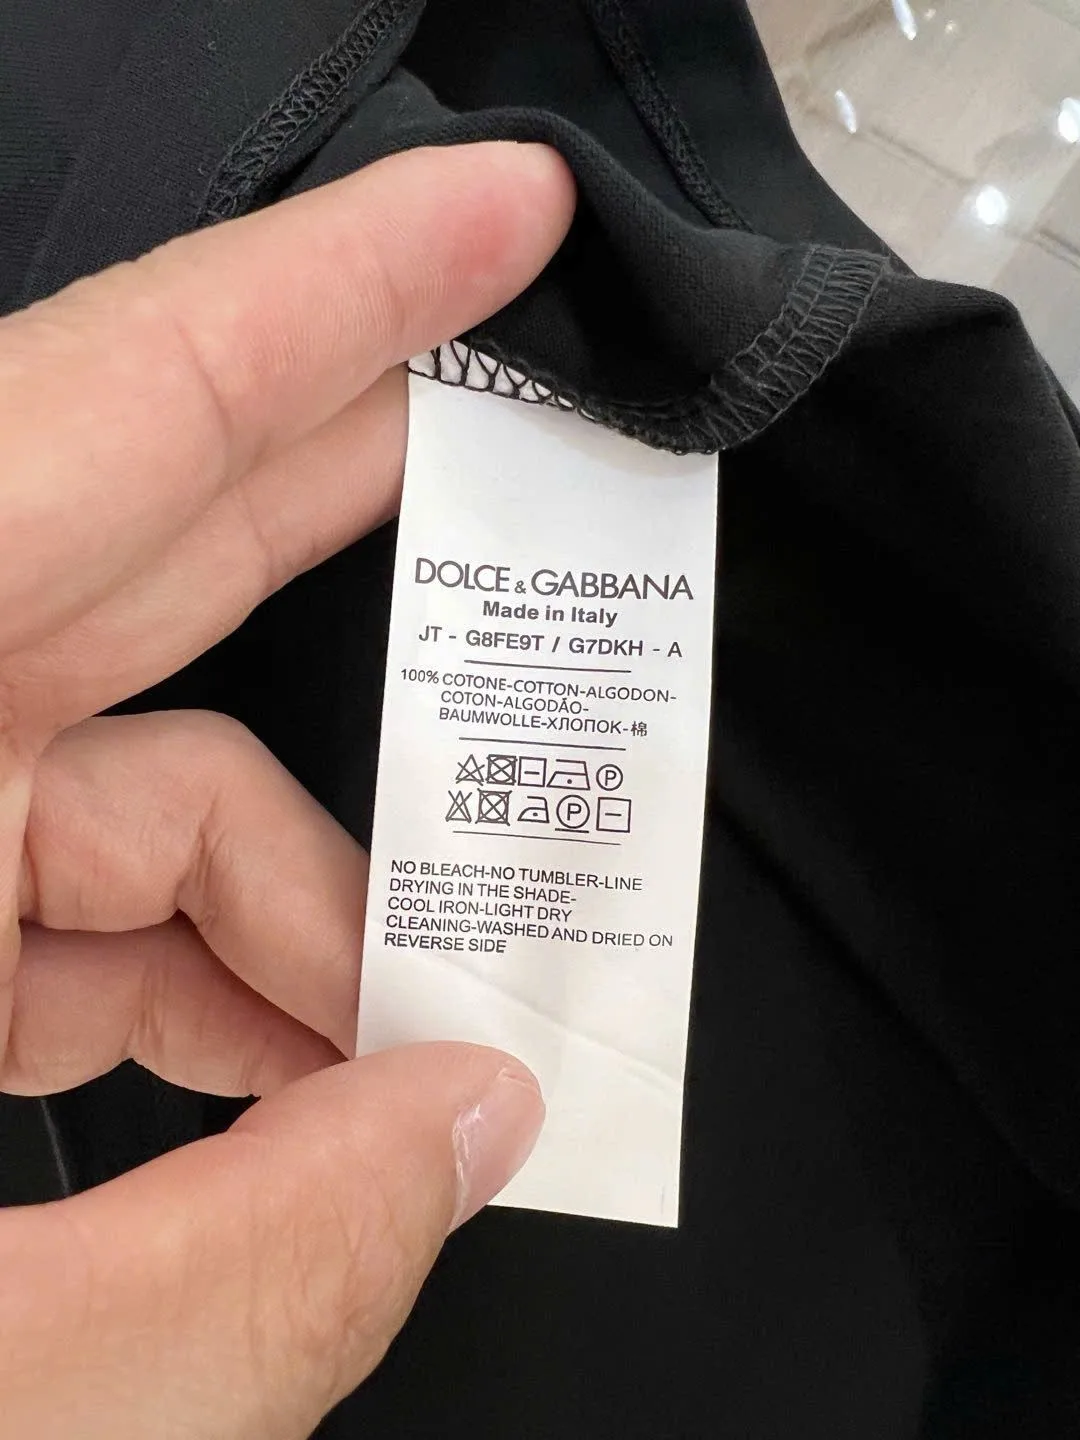 DOLCE & GABBANA
Made in Italy
JT - G8FE9T / G7DKH - A
100% COTONE-COTTON-ALGODON-
COTON-ALGODÃO-
BAUMWOLLE-ХЛОПОК-棉
P
P
NO BLEACH-NO TUMBLER-LINE
DRYING IN THE SHADE-
COOL IRON-LIGHT DRY
CLEANING-WASHED AND DRIED ON
REVERSE SIDE